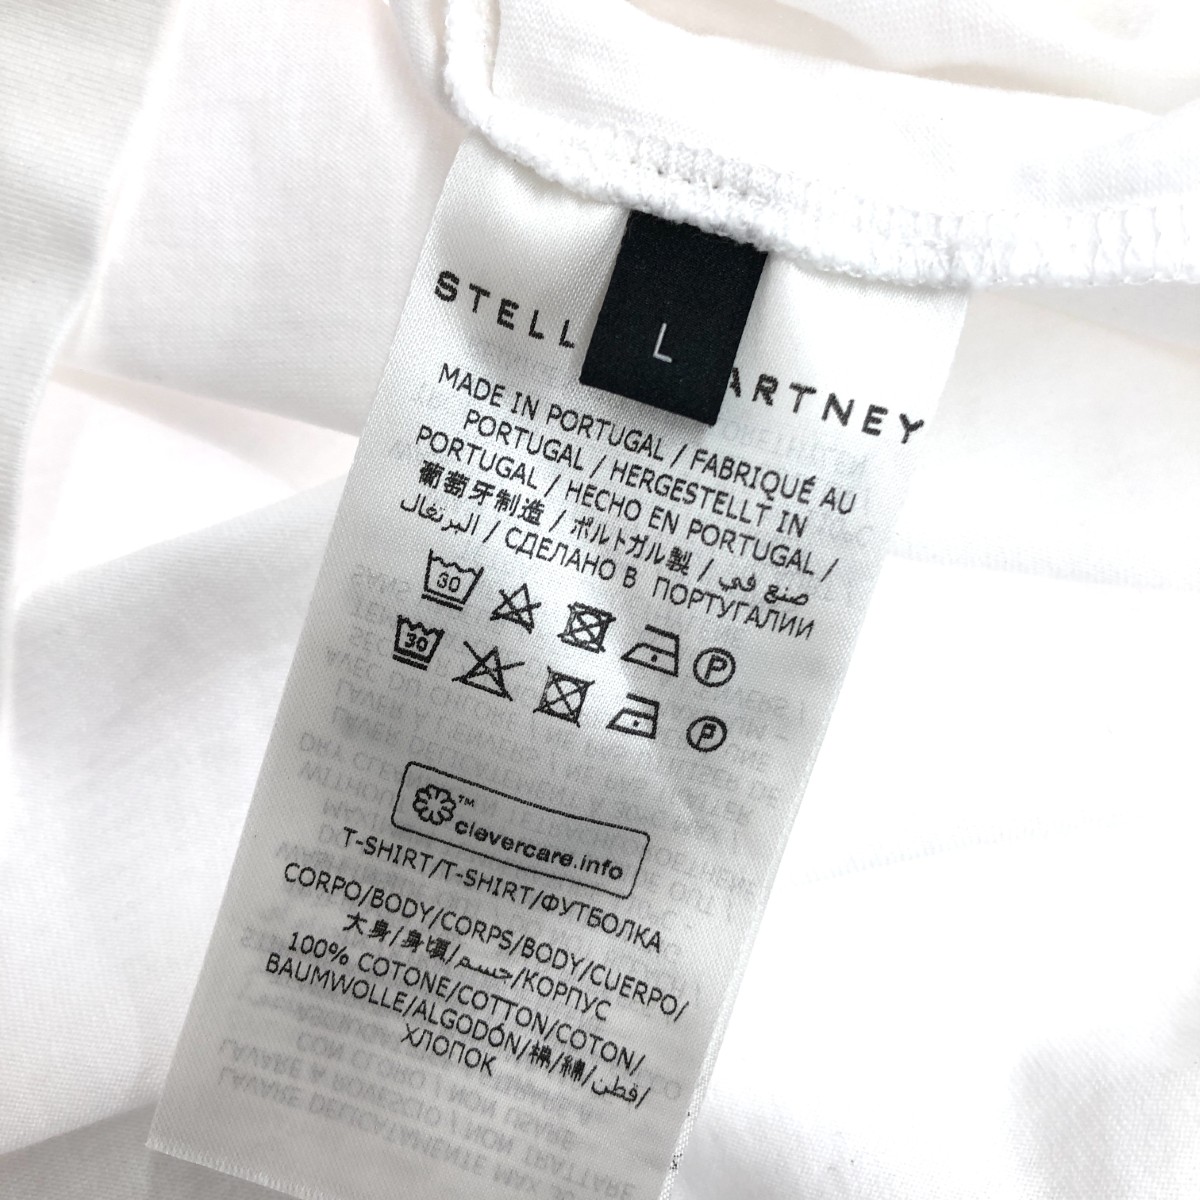 STELL
L
ARTNEY
MADE IN PORTUGAL / FABRIQUÉ AU
PORTUGAL / HERGESTELLT IN
PORTUGAL / HECHO EN PORTUGAL /
葡萄牙制造 / ポルトガル製 / صنع في
البرتغال / СДЕЛАНО В ПОРТУГАЛИИ
30
P
30
P
™
clevercare.info
T-SHIRT/T-SHIRT/ФУТБОЛКА
CORPO/BODY/CORPS/BODY/CUERPO/
大身/身頃/جسم/КОРПУС
100% COTONE/COTTON/COTON/
BAUMWOLLE/ALGODÓN/棉/綿/قطن/
ХЛОПОК